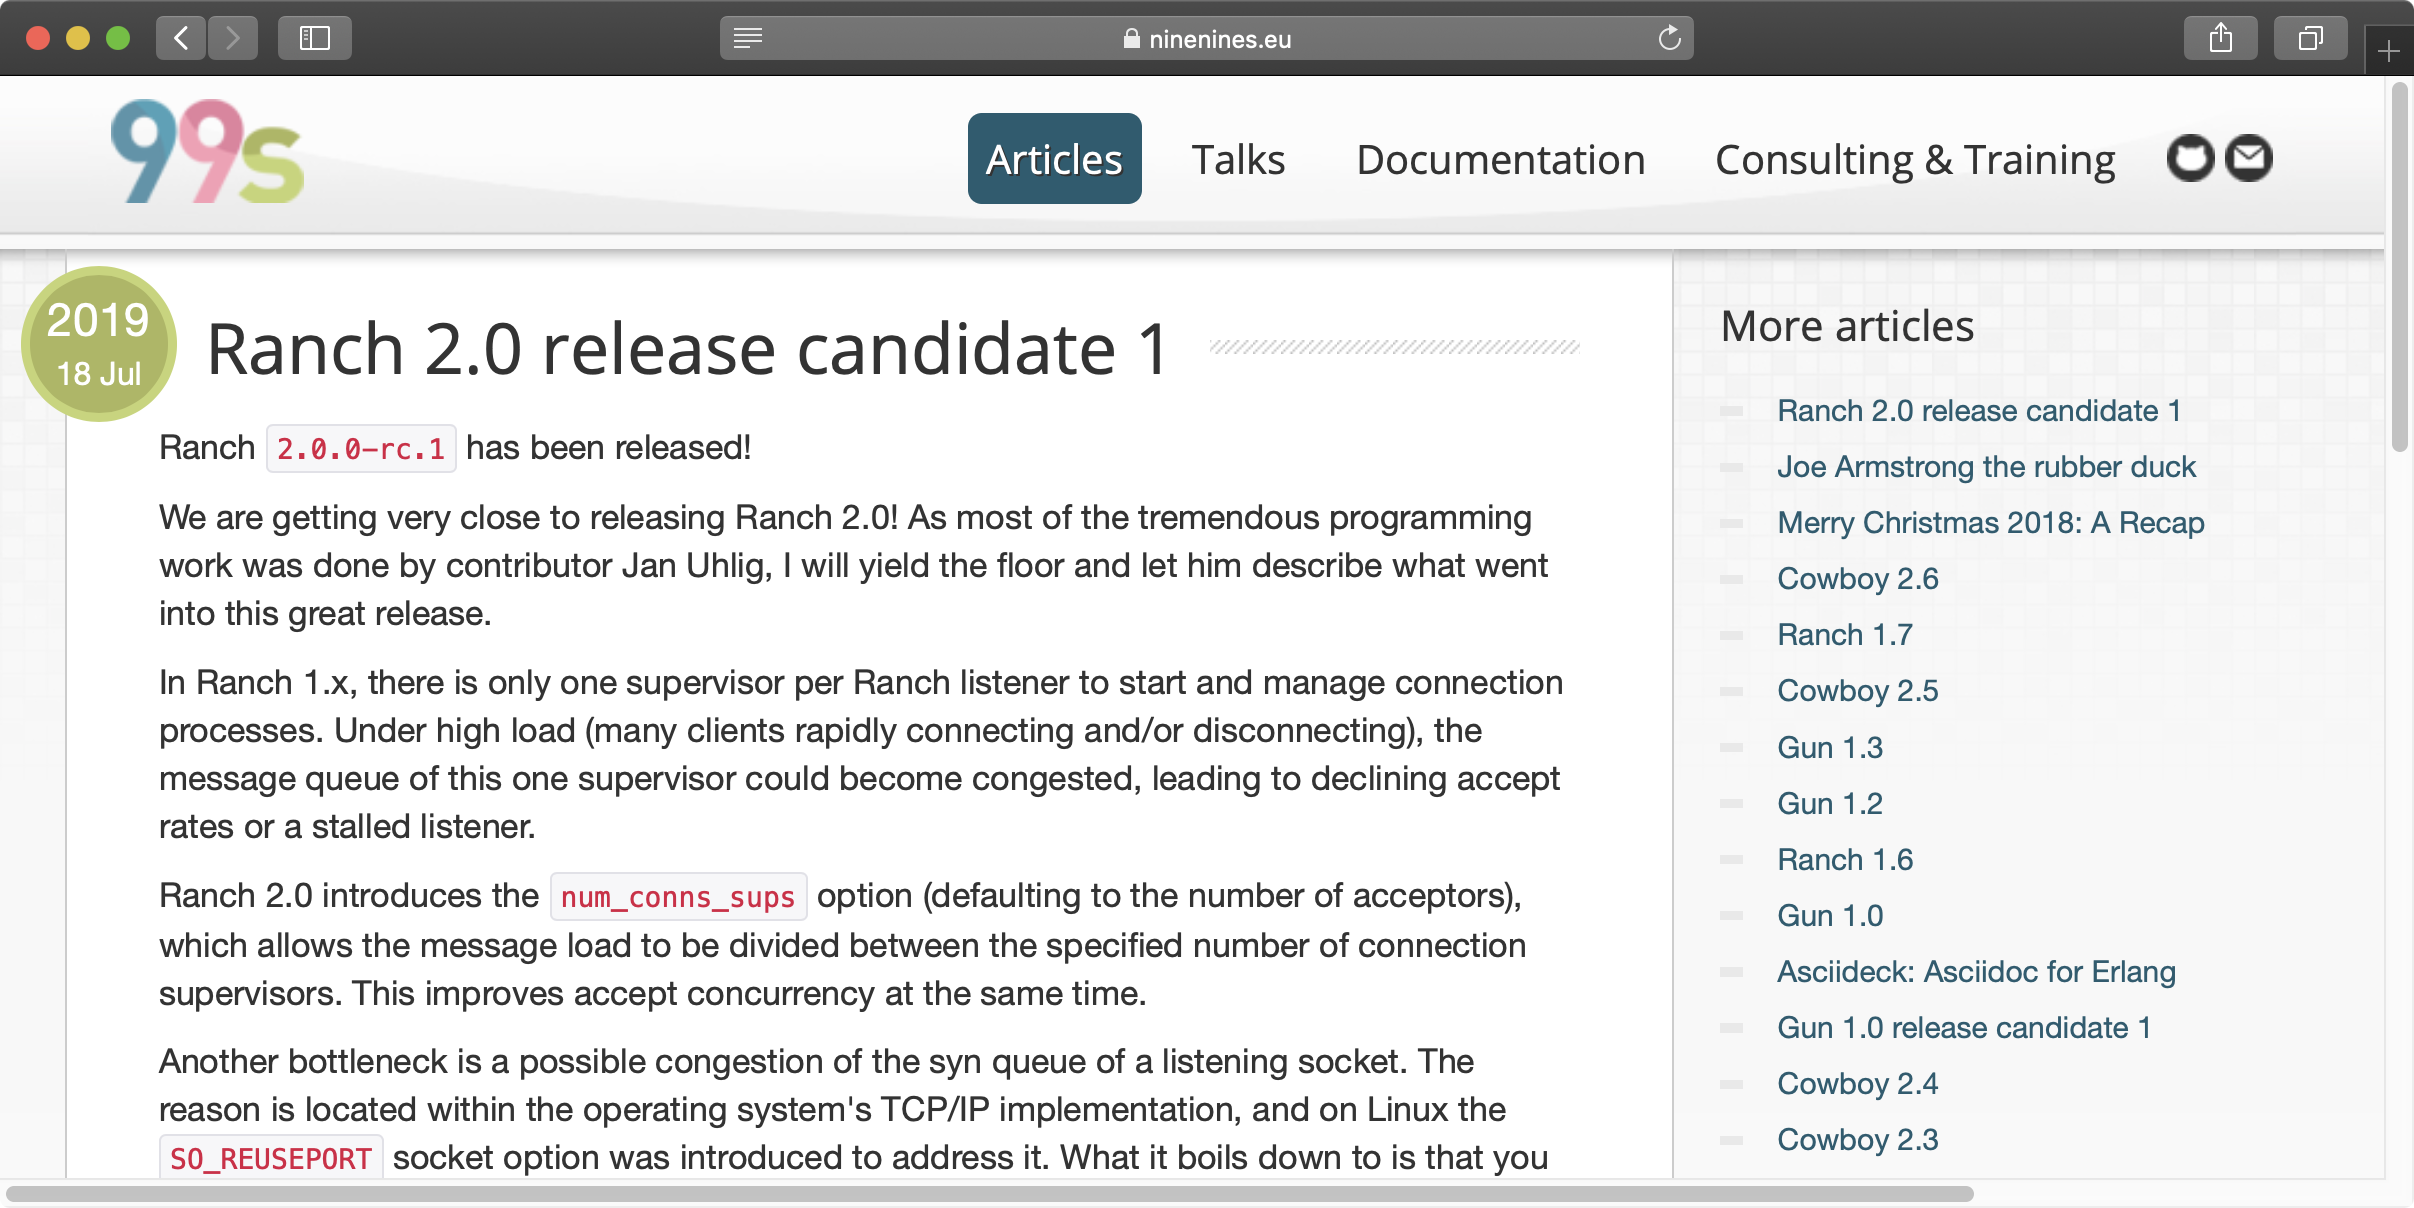 ninenines.eu
99s
Articles
Talks
Documentation
Consulting & Training
2019
18 Jul
Ranch 2.0 release candidate 1
Ranch 2.0.0-rc.1 has been released!
We are getting very close to releasing Ranch 2.0! As most of the tremendous programming
work was done by contributor Jan Uhlig, I will yield the floor and let him describe what went
into this great release.
In Ranch 1.x, there is only one supervisor per Ranch listener to start and manage connection
processes. Under high load (many clients rapidly connecting and/or disconnecting), the
message queue of this one supervisor could become congested, leading to declining accept
rates or a stalled listener.
Ranch 2.0 introduces the num_conns_sups option (defaulting to the number of acceptors),
which allows the message load to be divided between the specified number of connection
supervisors. This improves accept concurrency at the same time.
Another bottleneck is a possible congestion of the syn queue of a listening socket. The
reason is located within the operating system's TCP/IP implementation, and on Linux the
SO_REUSEPORT socket option was introduced to address it. What it boils down to is that you
More articles
Ranch 2.0 release candidate 1
Joe Armstrong the rubber duck
Merry Christmas 2018: A Recap
Cowboy 2.6
Ranch 1.7
Cowboy 2.5
Gun 1.3
Gun 1.2
Ranch 1.6
Gun 1.0
Asciideck: Asciidoc for Erlang
Gun 1.0 release candidate 1
Cowboy 2.4
Cowboy 2.3